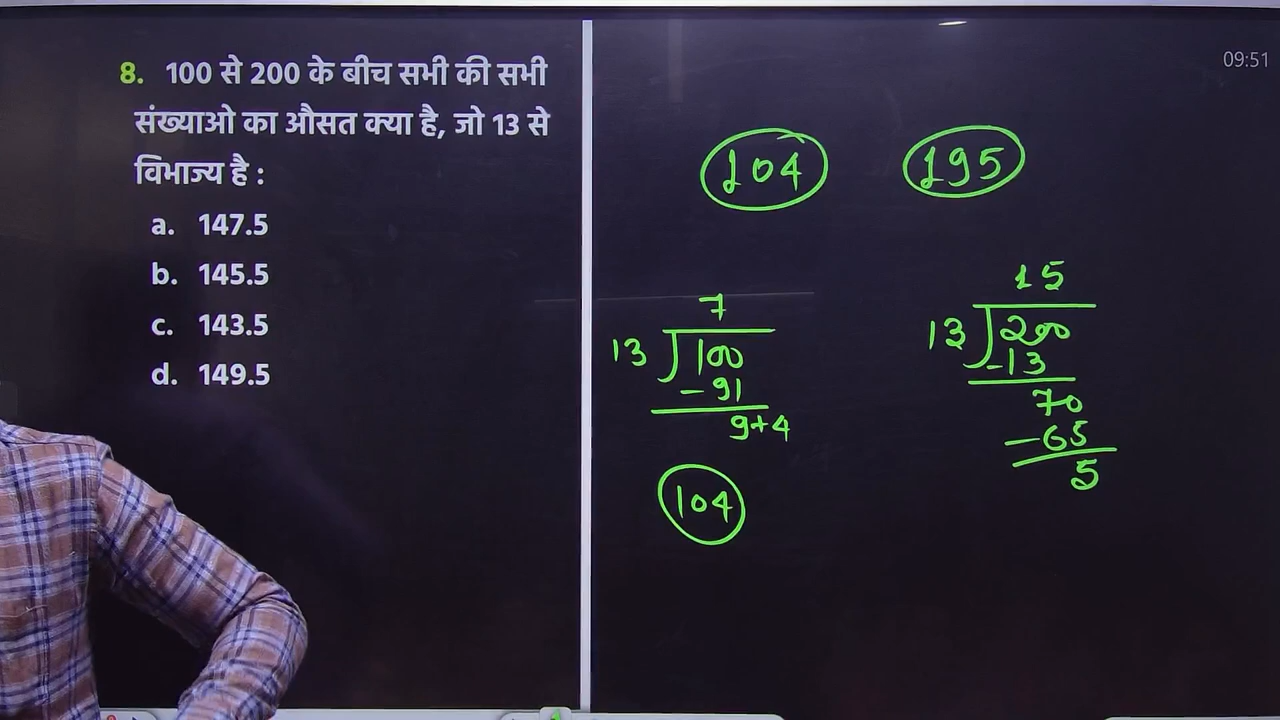 8. 100 से 200 के बीच सभी की सभी
संख्याओ का औसत क्या है, जो 13 से
विभाज्य है :
a. 147.5
b. 145.5
c. 143.5
d. 149.5
09:51
104 195
7
13 100
-91
9+4
104
15
13 200
-13
70
-65
5